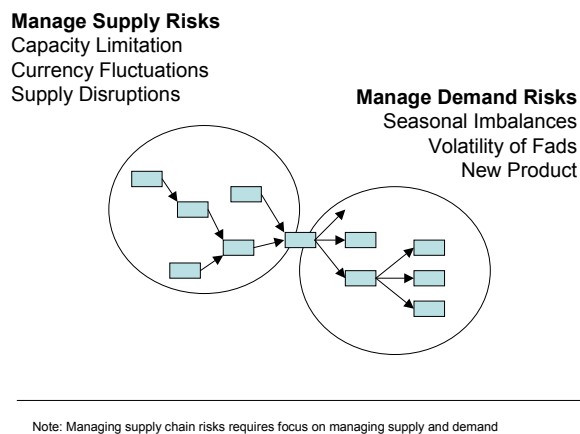 Manage Supply Risks
Capacity Limitation
Currency Fluctuations
Supply Disruptions
Manage Demand Risks
Seasonal Imbalances
Volatility of Fads
New Product
Note: Managing supply chain risks requires focus on managing supply and demand